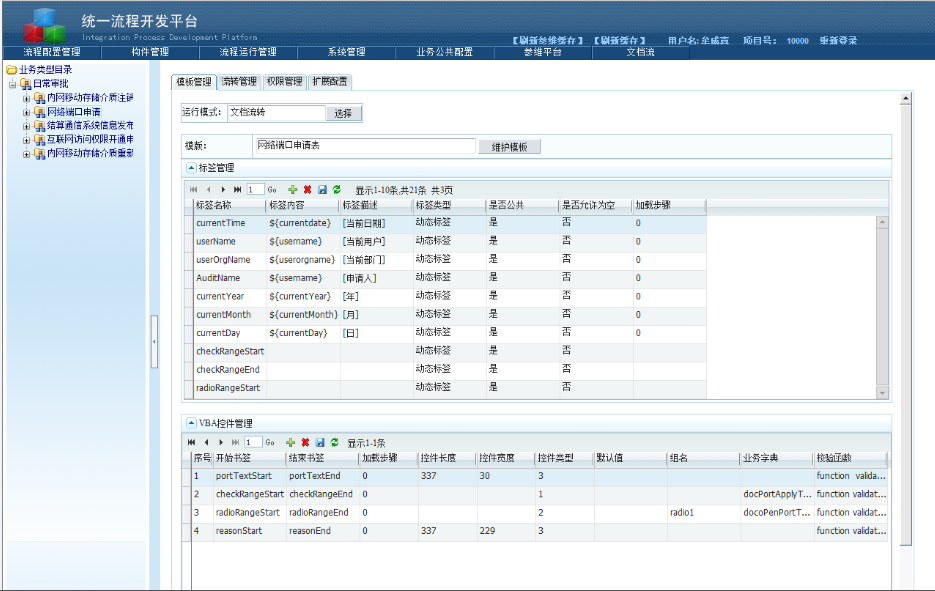 统一流程开发平台
Integration Process Development Platform
【刷新参维缓存】 【刷新缓存】 用户名: 项目号： 10000 重新登录
流程配置管理 构件管理 流程运行管理 系统管理 业务公共配置 参维平台 文档流
业务类型目录
日常审批
内网移动存储介质注销
网络端口申请
结算通信系统信息发布
互联网访问权限开通申
内网移动存储介质重新
模板管理 流转管理 权限管理 扩展配置
运行模式： 文档流转 选择
模版： 网络端口申请表 维护模板
标签管理
1 Go 显示1-10条,共21条 共3页
标签名称 标签内容 标签描述 标签类型 是否公共 是否允许为空 加载步骤
currentTime ${currentdate} [当前日期] 动态标签 是 否 0
userName ${username} [当前用户] 动态标签 是 否 0
userOrgName ${userorgname} [当前部门] 动态标签 是 否 0
AuditName ${username} [申请人] 动态标签 是 否 0
currentYear ${currentYear} [年] 动态标签 是 否 0
currentMonth ${currentMonth} [月] 动态标签 是 否 0
currentDay ${currentDay} [日] 动态标签 是 否 0
checkRangeStart 动态标签 是 否
checkRangeEnd 动态标签 是 否
radioRangeStart 动态标签 是 否
VBA控件管理
1 Go 显示1-1条
序号 开始书签 结束书签 加载步骤 控件长度 控件宽度 控件类型 默认值 组名 业务字典 校验函数
1 portTextStart portTextEnd 0 337 30 3 function valida...
2 checkRangeStart checkRangeEnd 0 1 docPortApplyT... function validat...
3 radioRangeStart radioRangeEnd 0 2 radio1 docoPenPortT... function validat...
4 reasonStart reasonEnd 0 337 229 3 function validat...